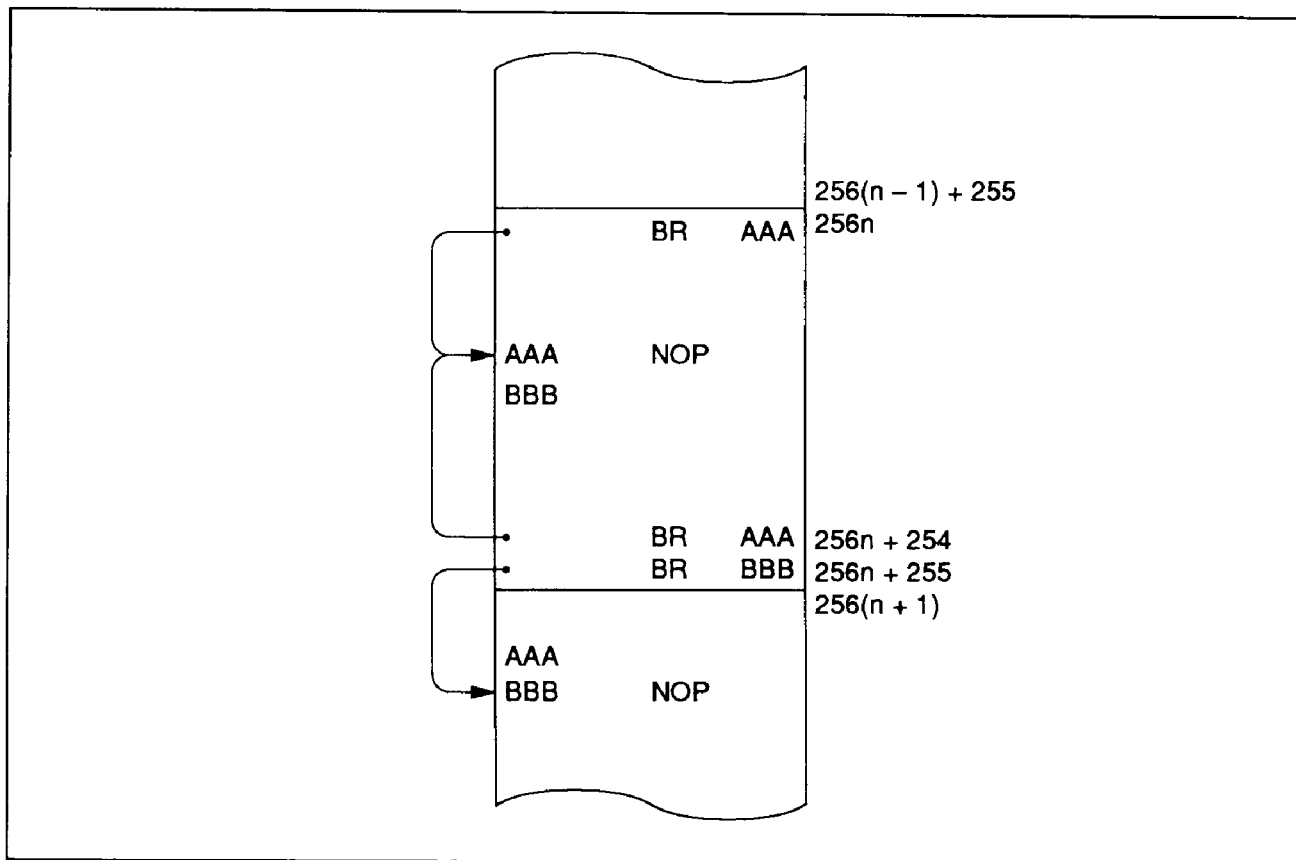 256(n − 1) + 255
BR AAA 256n
AAA NOP
BBB
BR AAA 256n + 254
BR BBB 256n + 255
256(n + 1)
AAA
BBB NOP